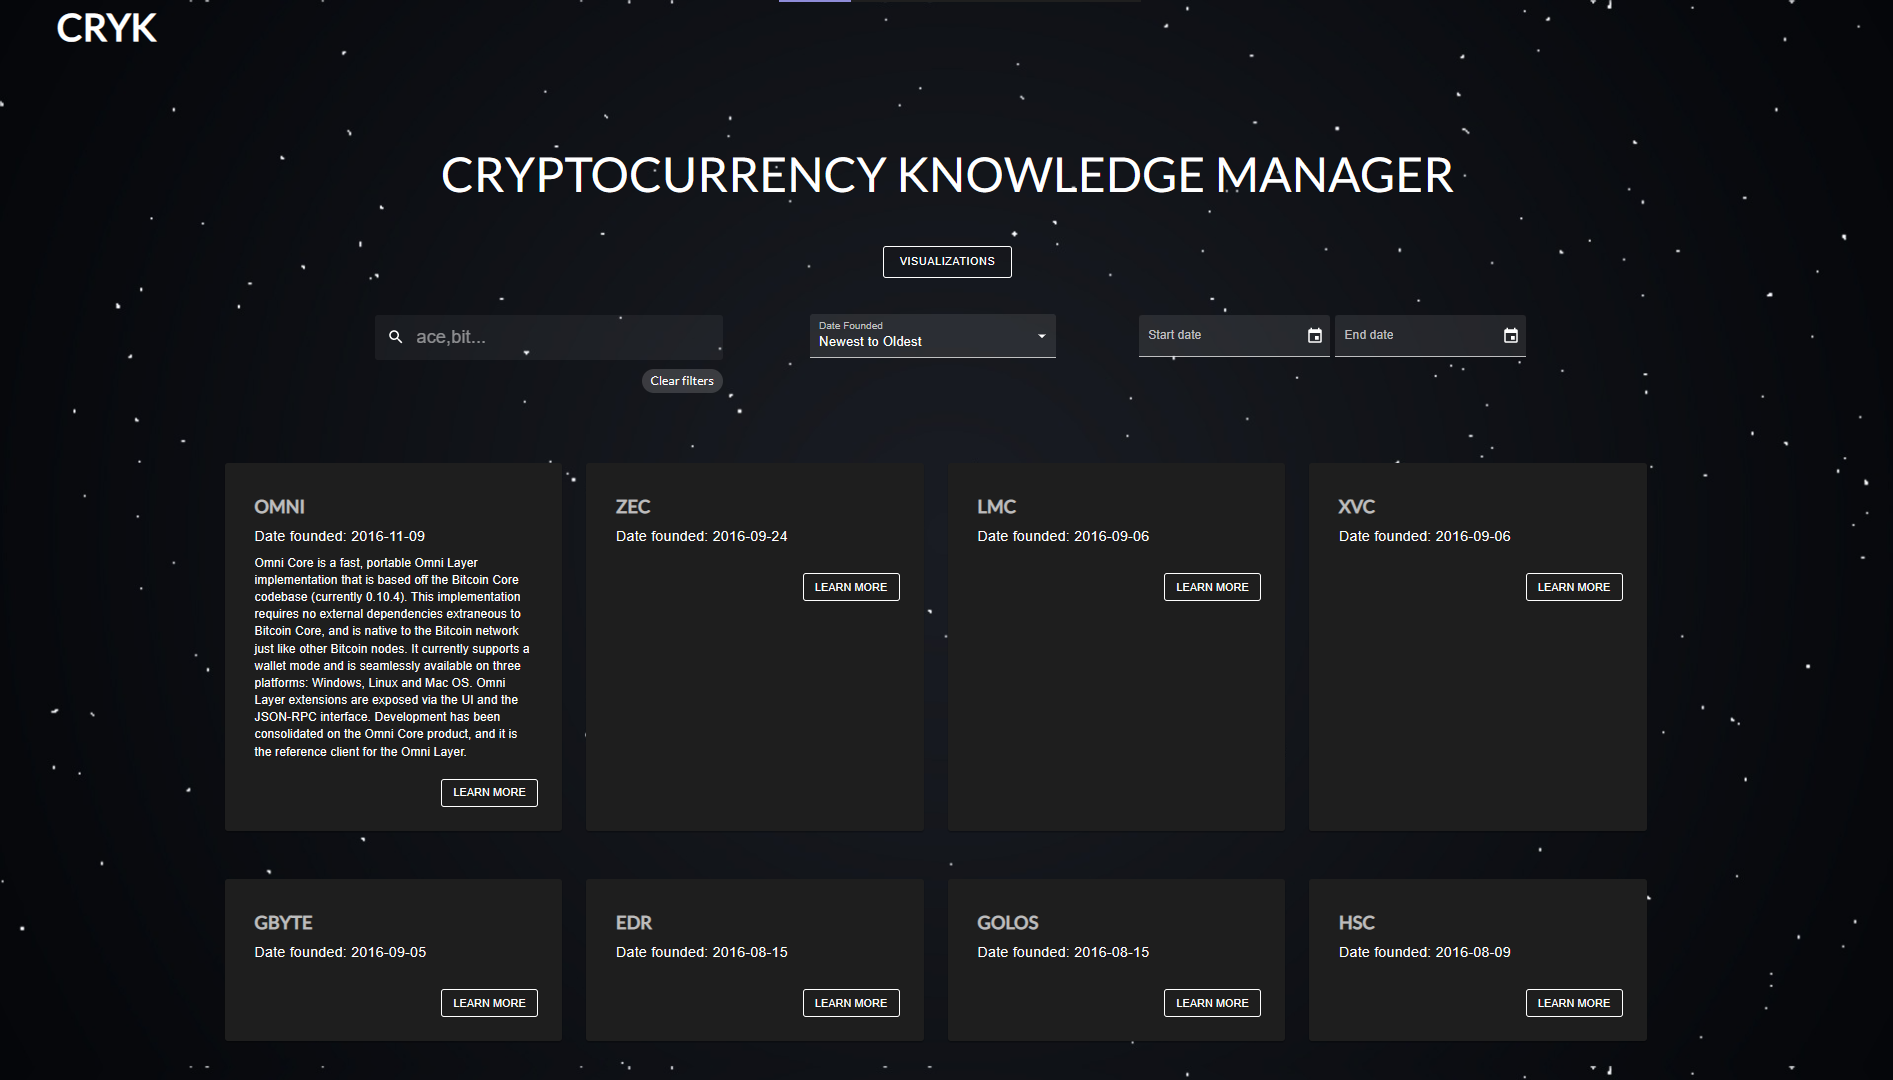 CRYK
CRYPTOCURRENCY KNOWLEDGE MANAGER
VISUALIZATIONS
ace,bit...
Date Founded
Newest to Oldest
Start date
End date
Clear filters
OMNI
Date founded: 2016-11-09
Omni Core is a fast, portable Omni Layer
implementation that is based off the Bitcoin Core
codebase (currently 0.10.4). This implementation
requires no external dependencies extraneous to
Bitcoin Core, and is native to the Bitcoin network
just like other Bitcoin nodes. It currently supports a
wallet mode and is seamlessly available on three
platforms: Windows, Linux and Mac OS. Omni
Layer extensions are exposed via the UI and the
JSON-RPC interface. Development has been
consolidated on the Omni Core product, and it is
the reference client for the Omni Layer.
LEARN MORE
ZEC
Date founded: 2016-09-24
LEARN MORE
LMC
Date founded: 2016-09-06
LEARN MORE
XVC
Date founded: 2016-09-06
LEARN MORE
GBYTE
Date founded: 2016-09-05
LEARN MORE
EDR
Date founded: 2016-08-15
LEARN MORE
GOLOS
Date founded: 2016-08-15
LEARN MORE
HSC
Date founded: 2016-08-09
LEARN MORE